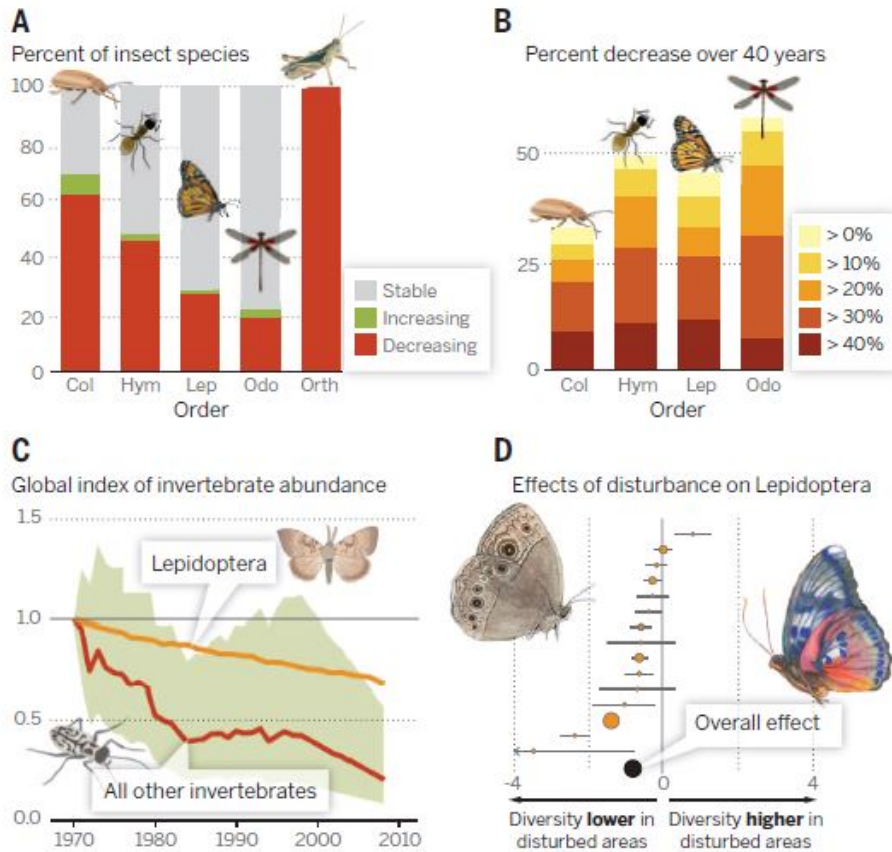 A
Percent of insect species
100
80
60
40
20
0
Stable
Increasing
Decreasing
Col Hym Lep Odo Orth
Order
B
Percent decrease over 40 years
50
25
0
> 0%
> 10%
> 20%
> 30%
> 40%
Col Hym Lep Odo
Order
C
Global index of invertebrate abundance
1.5
1.0
0.5
0.0
Lepidoptera
All other invertebrates
1970 1980 1990 2000 2010
D
Effects of disturbance on Lepidoptera
Overall effect
-4 0 4
Diversity lower in
disturbed areas
Diversity higher in
disturbed areas